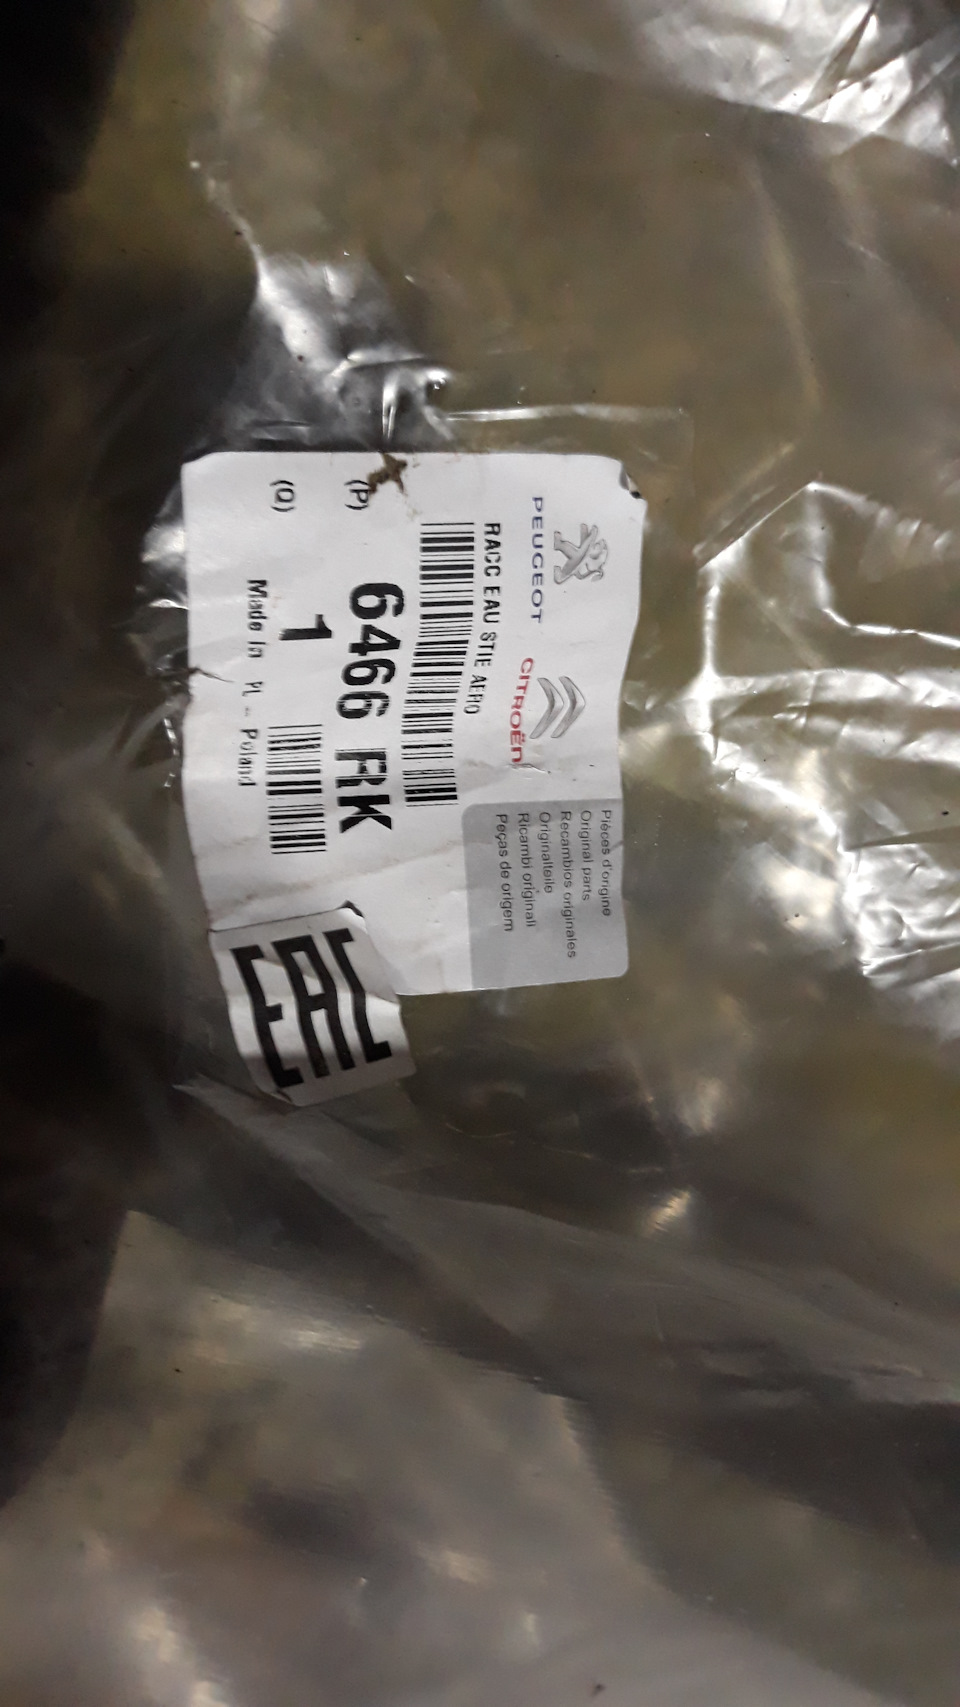 PEUGEOT
CITROËN
Pièces d'origine
Original parts
Recambios originales
Originalteile
Ricambi originali
Peças de origem
RACC EAU STIE AERO
(P) 6466 RK
(Q) 1
Made in PL - Poland
EAC